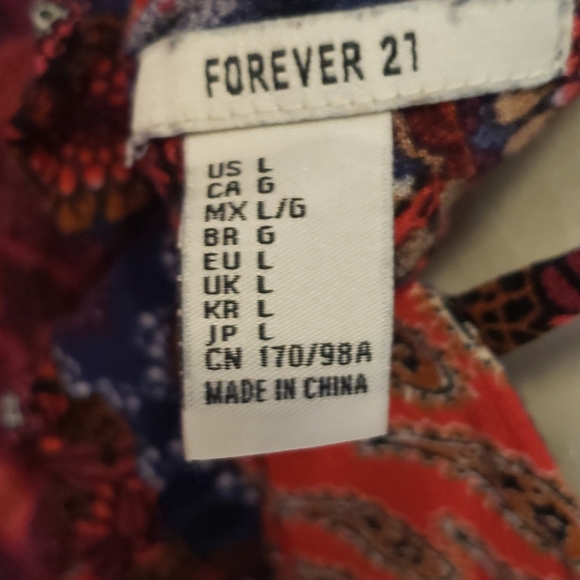 FOREVER 21
US L
CA G
MX L/G
BR G
EU L
UK L
KR L
JP L
CN 170/98A
MADE IN CHINA